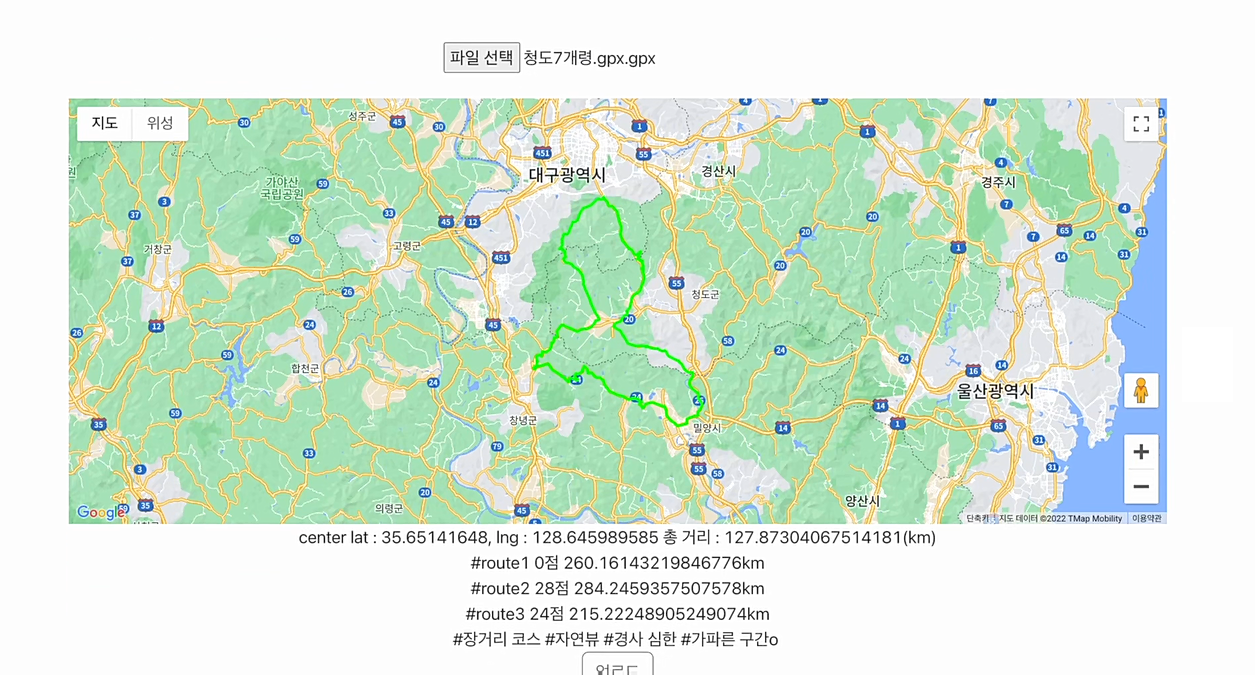 파일 선택 청도7개령.gpx.gpx
지도 위성
성주군
대구광역시
경산시
경주시
가야산
국립공원
거창군
고령군
청도군
합천군
창녕군
밀양시
울산광역시
의령군
양산시
Google
단축키 지도 데이터 ©2022 TMap Mobility 이용약관
center lat : 35.65141648, lng : 128.645989585 총 거리 : 127.87304067514181(km)
#route1 0점 260.16143219846776km
#route2 28점 284.2459357507578km
#route3 24점 215.22248905249074km
#장거리 코스 #자연뷰 #경사 심한 #가파른 구간o